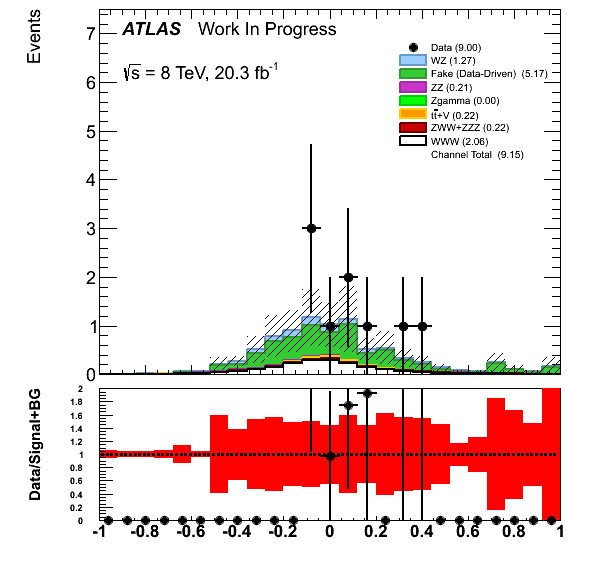 Events
ATLAS Work In Progress
√s = 8 TeV, 20.3 fb-1
Data (9.00)
WZ (1.27)
Fake (Data-Driven) (5.17)
ZZ (0.21)
Zgamma (0.00)
tt̄+V (0.22)
ZWW+ZZZ (0.22)
WWW (2.06)
Channel Total (9.15)
7
6
5
4
3
2
1
0
Data/Signal+BG
2
1.8
1.6
1.4
1.2
1
0.8
0.6
0.4
0.2
0
-1 -0.8 -0.6 -0.4 -0.2 0 0.2 0.4 0.6 0.8 1